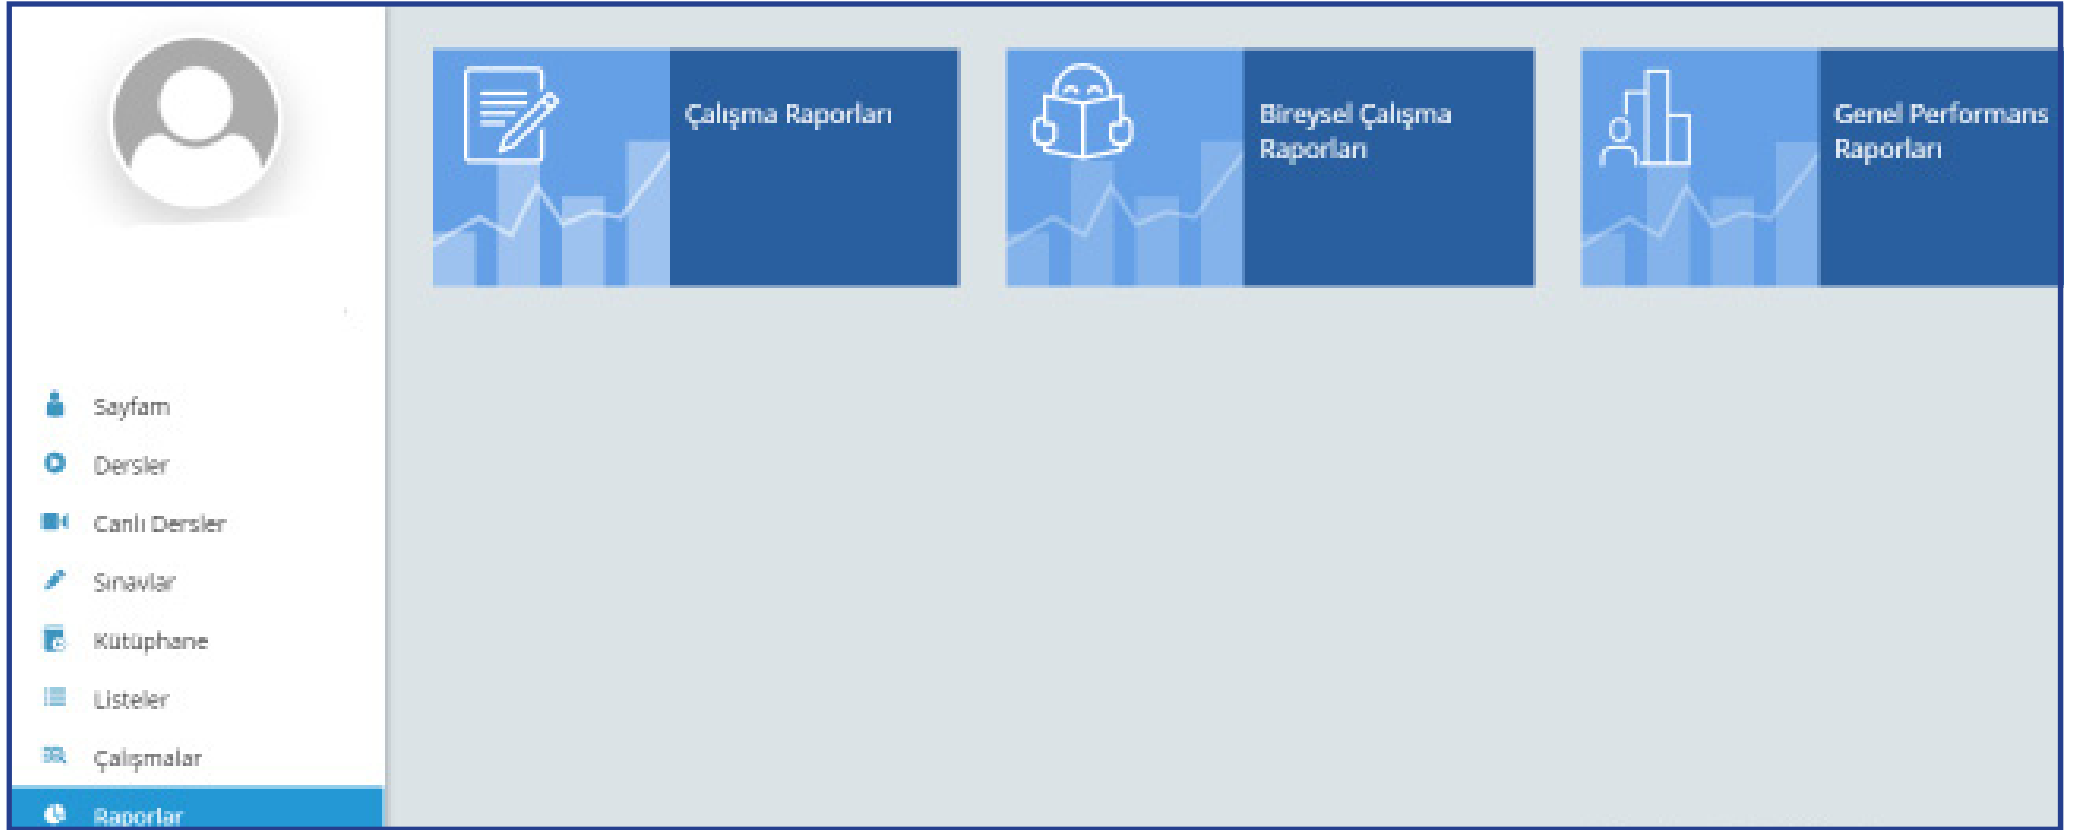 Çalışma Raporları
Bireysel Çalışma
Raporları
Genel Performans
Raporları
Sayfam
Dersler
Canlı Dersler
Sınavlar
Kütüphane
Listeler
Çalışmalar
Raporlar